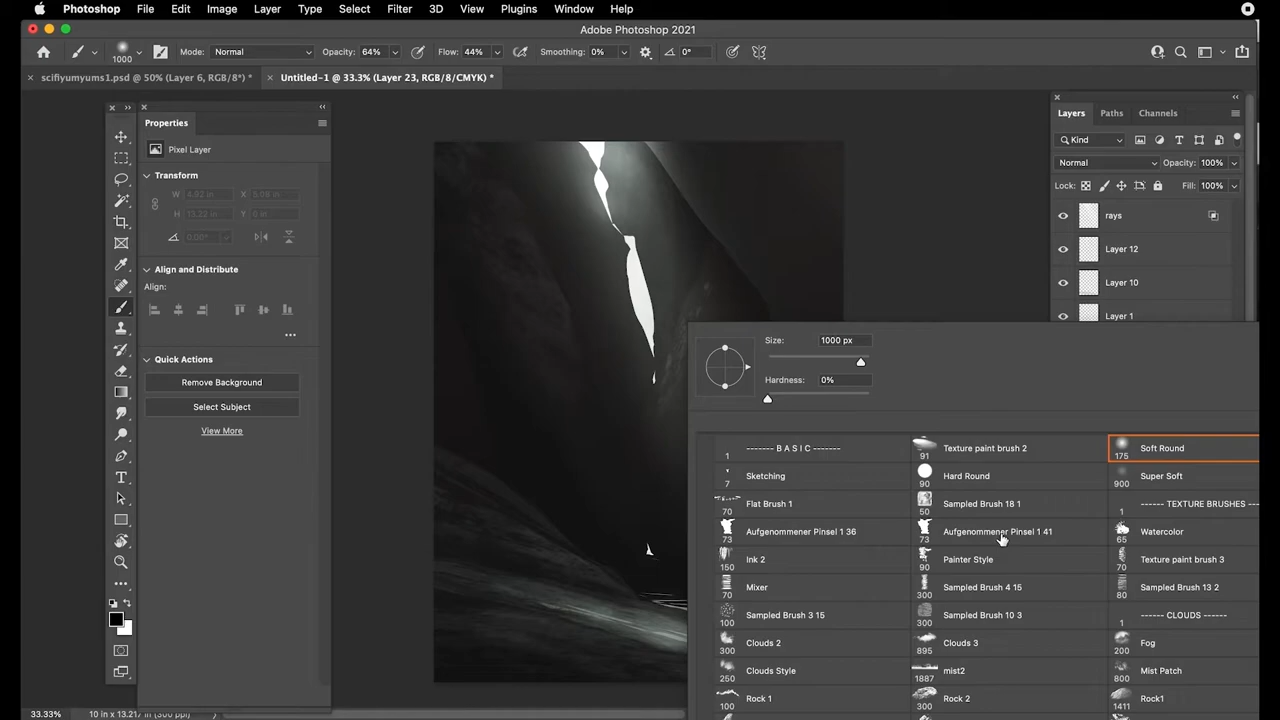 Photoshop File Edit Image Layer Type Select Filter 3D View Plugins Window Help
Adobe Photoshop 2021
1000 Mode: Normal Opacity: 64% Flow: 44% Smoothing: 0% 0°
scifiyumyums1.psd @ 50% (Layer 6, RGB/8*) * Untitled-1 @ 33.3% (Layer 23, RGB/8/CMYK) *
Properties
Pixel Layer
Transform
W 4.92 in X 5.08 in
H 13.22 in Y 0 in
0.00°
Align and Distribute
Align:
Quick Actions
Remove Background
Select Subject
View More
Layers Paths Channels
Kind
Normal Opacity: 100%
Lock: Fill: 100%
rays
Layer 12
Layer 10
Layer 1
Size: 1000 px
Hardness: 0%
1 ------- B A S I C ------- 91 Texture paint brush 2 175 Soft Round
7 Sketching 90 Hard Round 900 Super Soft
70 Flat Brush 1 50 Sampled Brush 18 1 1 ------ TEXTURE BRUSHES ---
73 Aufgenommener Pinsel 1 36 73 Aufgenommener Pinsel 1 41 65 Watercolor
150 Ink 2 90 Painter Style 70 Texture paint brush 3
70 Mixer 300 Sampled Brush 4 15 80 Sampled Brush 13 2
100 Sampled Brush 3 15 300 Sampled Brush 10 3 1 ------ CLOUDS ------
300 Clouds 2 895 Clouds 3 200 Fog
250 Clouds Style 1887 mist2 800 Mist Patch
700 Rock 1 300 Rock 2 1411 Rock1
33.33% 10 in x 13.217 in (300 ppi)